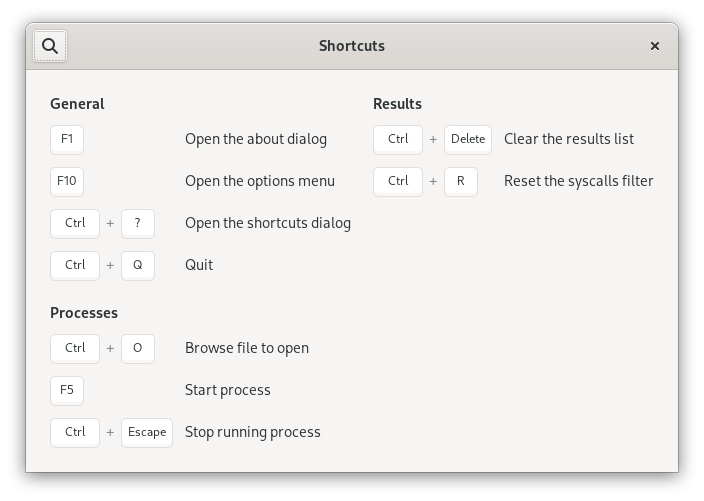 Shortcuts
General
F1 Open the about dialog
F10 Open the options menu
Ctrl + ? Open the shortcuts dialog
Ctrl + Q Quit
Processes
Ctrl + O Browse file to open
F5 Start process
Ctrl + Escape Stop running process
Results
Ctrl + Delete Clear the results list
Ctrl + R Reset the syscalls filter